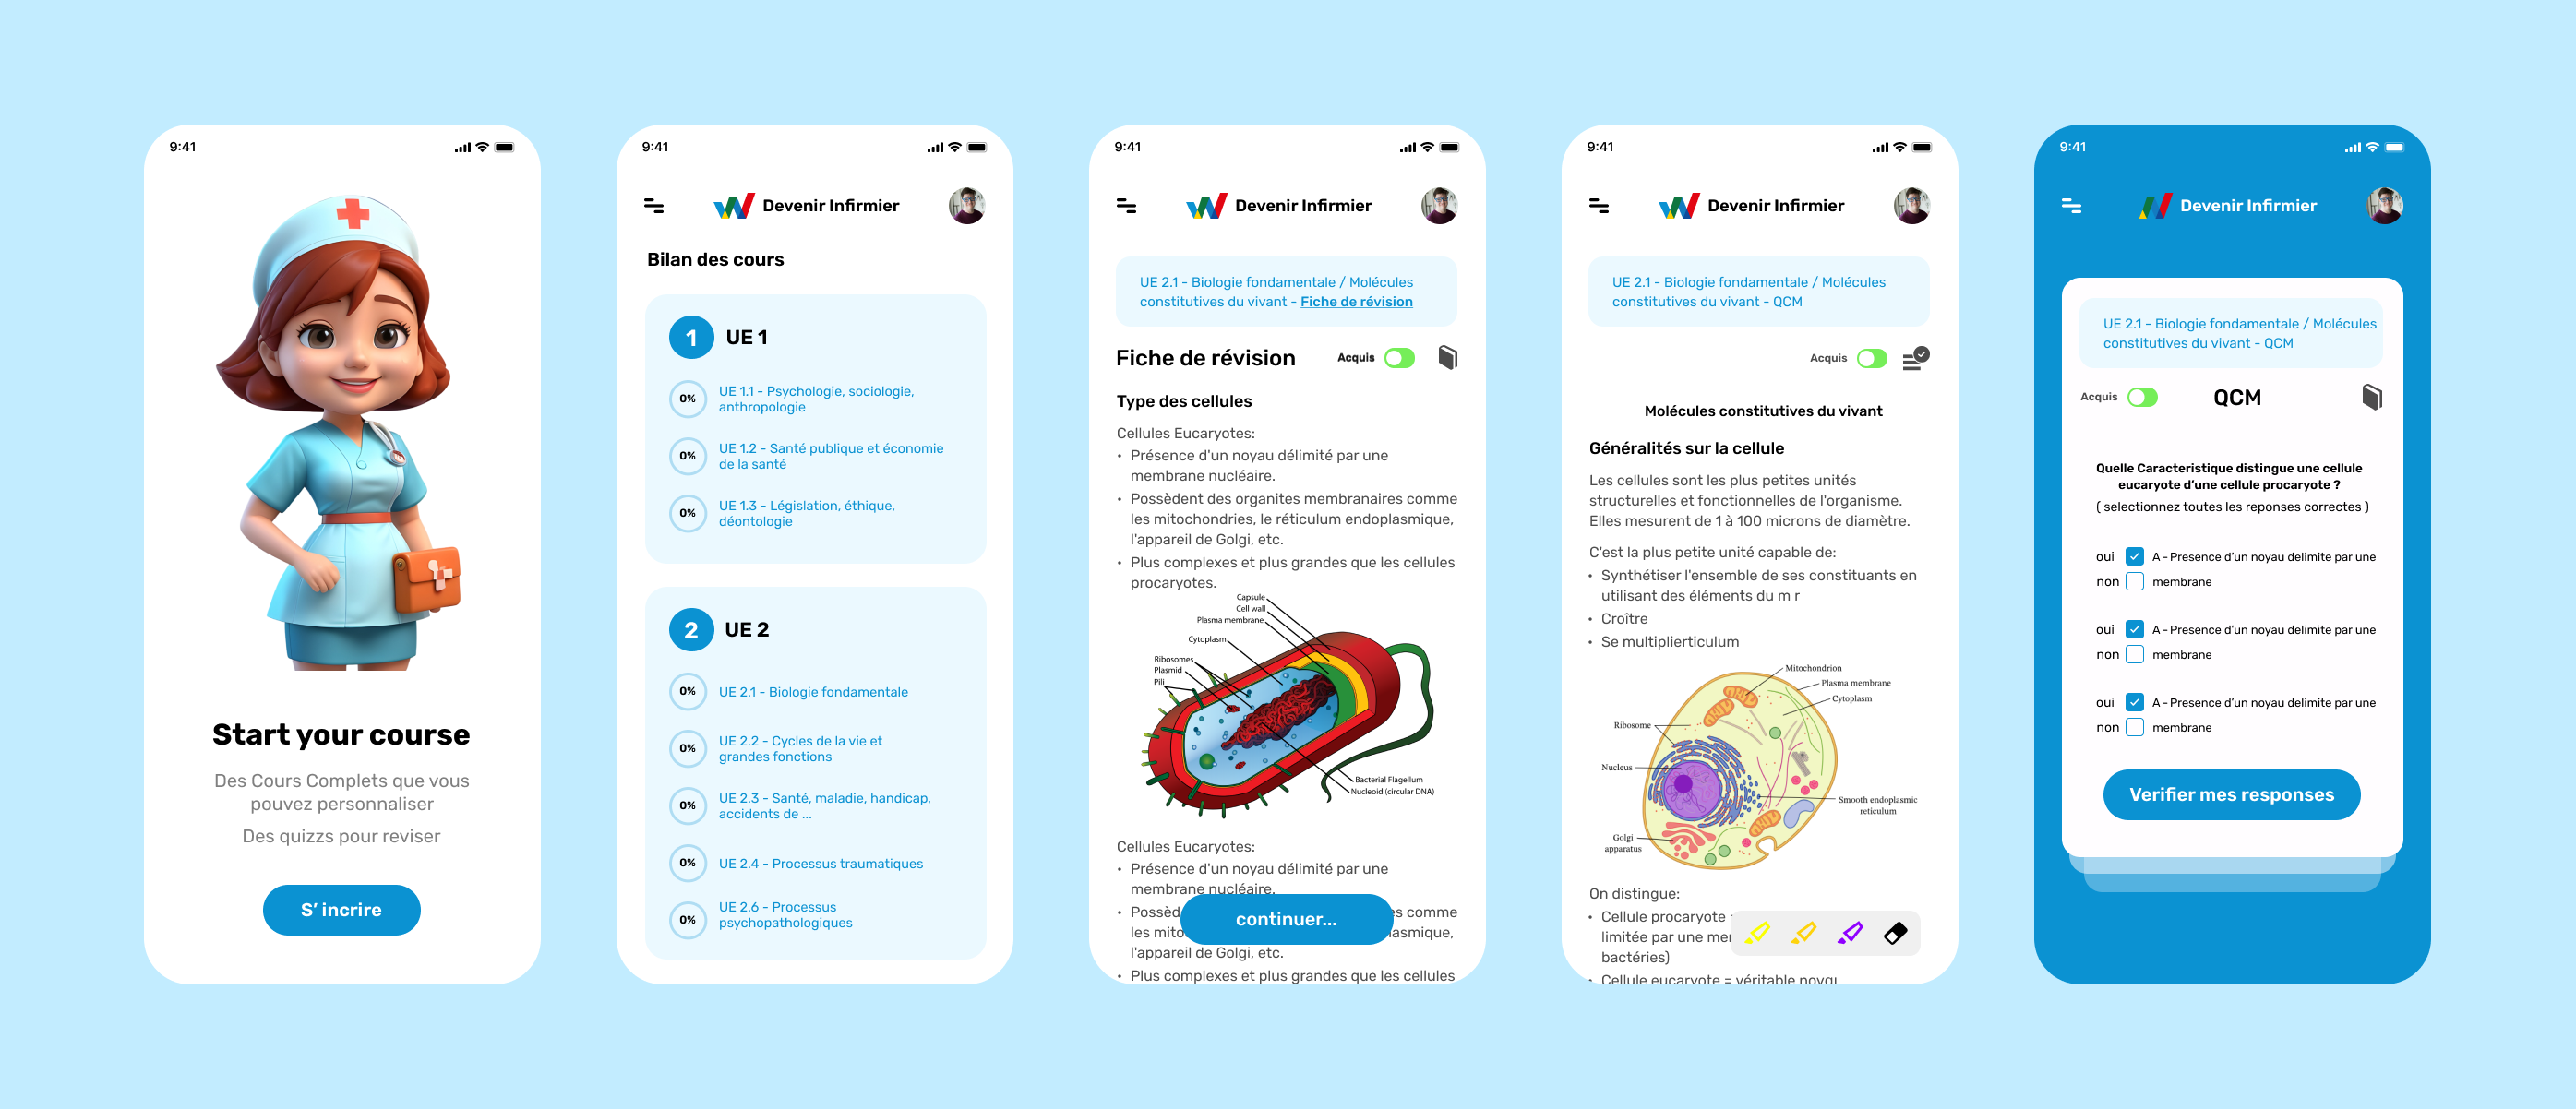 9:41
Start your course
Des Cours Complets que vous
pouvez personnaliser
Des quizzs pour reviser
S' incrire
9:41
Devenir Infirmier
Bilan des cours
1 UE 1
0% UE 1.1 - Psychologie, sociologie,
anthropologie
0% UE 1.2 - Santé publique et économie
de la santé
0% UE 1.3 - Législation, éthique,
déontologie
2 UE 2
0% UE 2.1 - Biologie fondamentale
0% UE 2.2 - Cycles de la vie et
grandes fonctions
0% UE 2.3 - Santé, maladie, handicap,
accidents de ...
0% UE 2.4 - Processus traumatiques
0% UE 2.6 - Processus
psychopathologiques
9:41
Devenir Infirmier
UE 2.1 - Biologie fondamentale / Molécules
constitutives du vivant - Fiche de révision
Fiche de révision Acquis
Type des cellules
Cellules Eucaryotes:
• Présence d'un noyau délimité par une
membrane nucléaire.
• Possèdent des organites membranaires comme
les mitochondries, le réticulum endoplasmique,
l'appareil de Golgi, etc.
• Plus complexes et plus grandes que les cellules
procaryotes.
Capsule
Cell wall
Plasma membrane
Cytoplasm
Ribosomes
Plasmid
Pili
Bacterial Flagellum
Nucleoid (circular DNA)
Cellules Eucaryotes:
• Présence d'un noyau délimité par une
membrane nucléaire.
• Possèd es comme
les mito asmique,
continuer...
l'appareil de Golgi, etc.
• Plus complexes et plus grandes que les cellules
9:41
Devenir Infirmier
UE 2.1 - Biologie fondamentale / Molécules
constitutives du vivant - QCM
Acquis
Molécules constitutives du vivant
Généralités sur la cellule
Les cellules sont les plus petites unités
structurelles et fonctionnelles de l'organisme.
Elles mesurent de 1 à 100 microns de diamètre.
C'est la plus petite unité capable de:
• Synthétiser l'ensemble de ses constituants en
utilisant des éléments du m r
• Croître
• Se multiplierticulum
Mitochondrion
Plasma membrane
Cytoplasm
Ribosome
Nucleus
Smooth endoplasmic
reticulum
Golgi
apparatus
On distingue:
• Cellule procaryote
limitée par une me
bactéries)
• Cellule eucaryote = véritable
9:41
Devenir Infirmier
UE 2.1 - Biologie fondamentale / Molécules
constitutives du vivant - QCM
Acquis QCM
Quelle Caracteristique distingue une cellule
eucaryote d'une cellule procaryote ?
( selectionnez toutes les reponses correctes )
oui A - Presence d'un noyau delimite par une
non membrane
oui A - Presence d'un noyau delimite par une
non membrane
oui A - Presence d'un noyau delimite par une
non membrane
Verifier mes responses